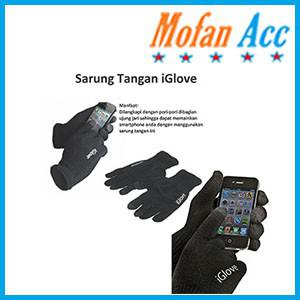 Mofan Acc
Sarung Tangan iGlove
Manfaat:
Dilengkapi dengan pori-pori dibagian
ujung jari sehingga dapat memainkan
smartphone anda dengan menggunakan
sarung tangan ini
iGlove
iGlove
iGlove